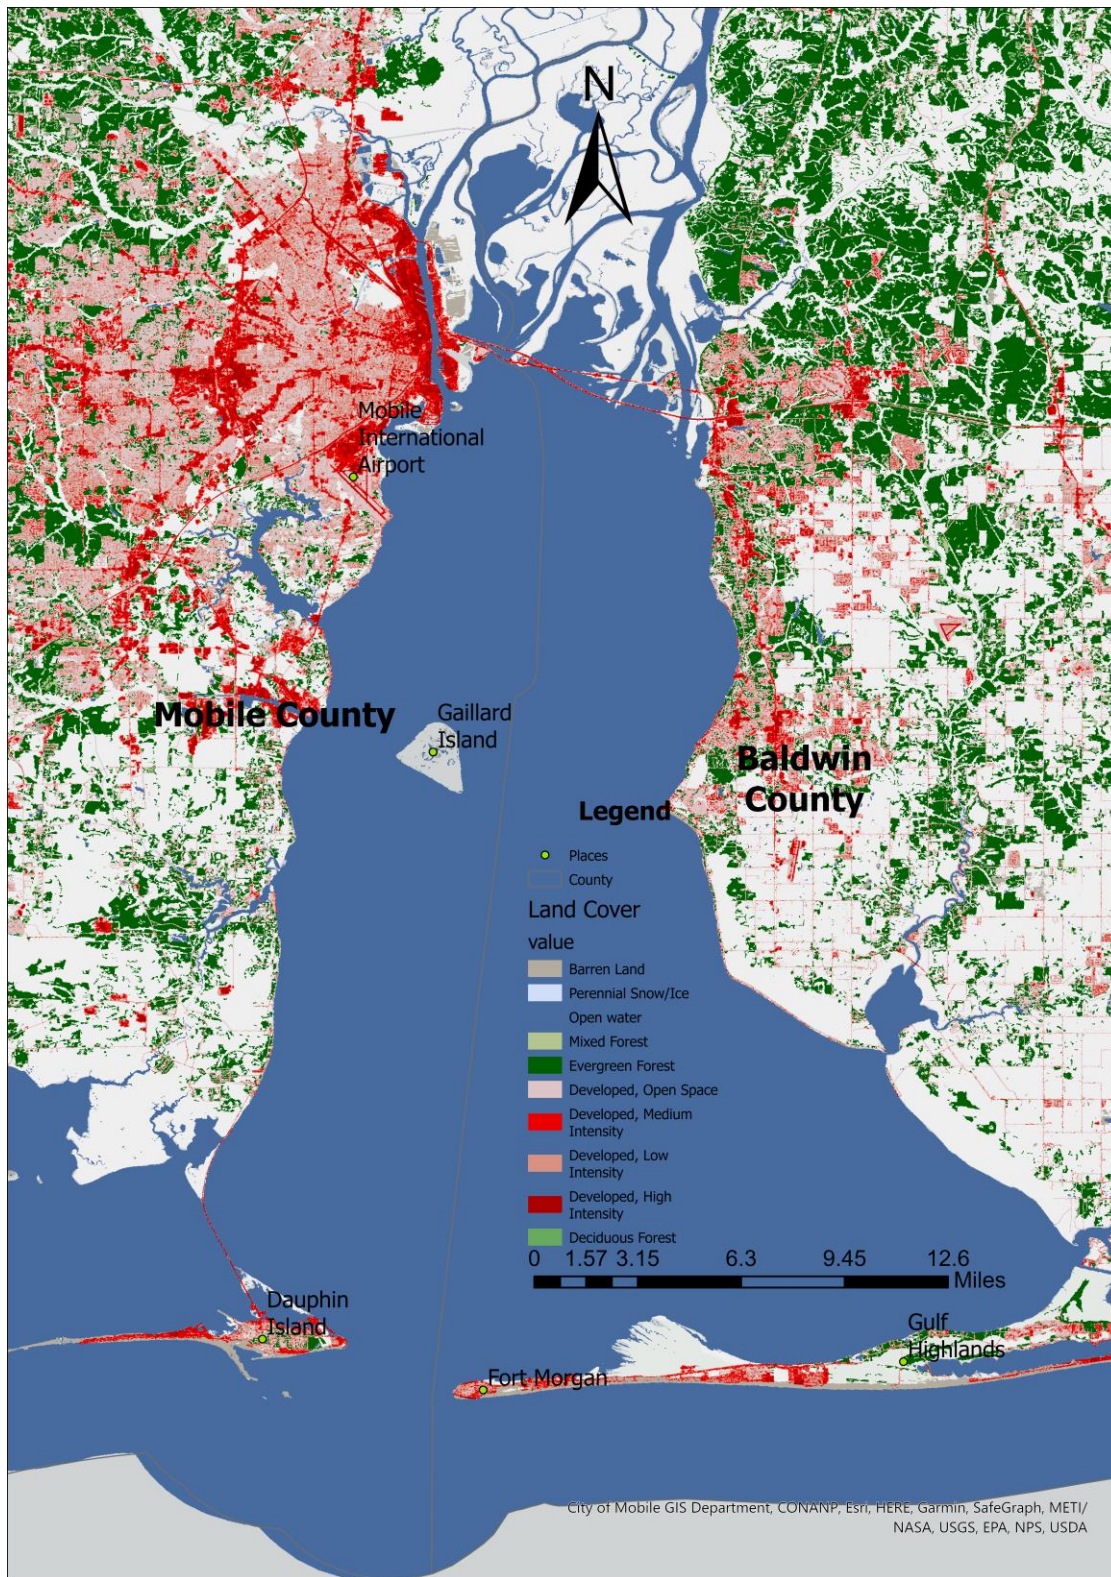 N
Mobile
International
Airport
Mobile County
Gaillard
Island
Baldwin
County
Legend
Places
County
Land Cover
value
Barren Land
Perennial Snow/Ice
Open water
Mixed Forest
Evergreen Forest
Developed, Open Space
Developed, Medium
Intensity
Developed, Low
Intensity
Developed, High
Intensity
Deciduous Forest
0 1.57 3.15 6.3 9.45 12.6
Miles
Dauphin
Island
Gulf
Highlands
Fort Morgan
City of Mobile GIS Department, CONANP, Esri, HERE, Garmin, SafeGraph, METI/
NASA, USGS, EPA, NPS, USDA